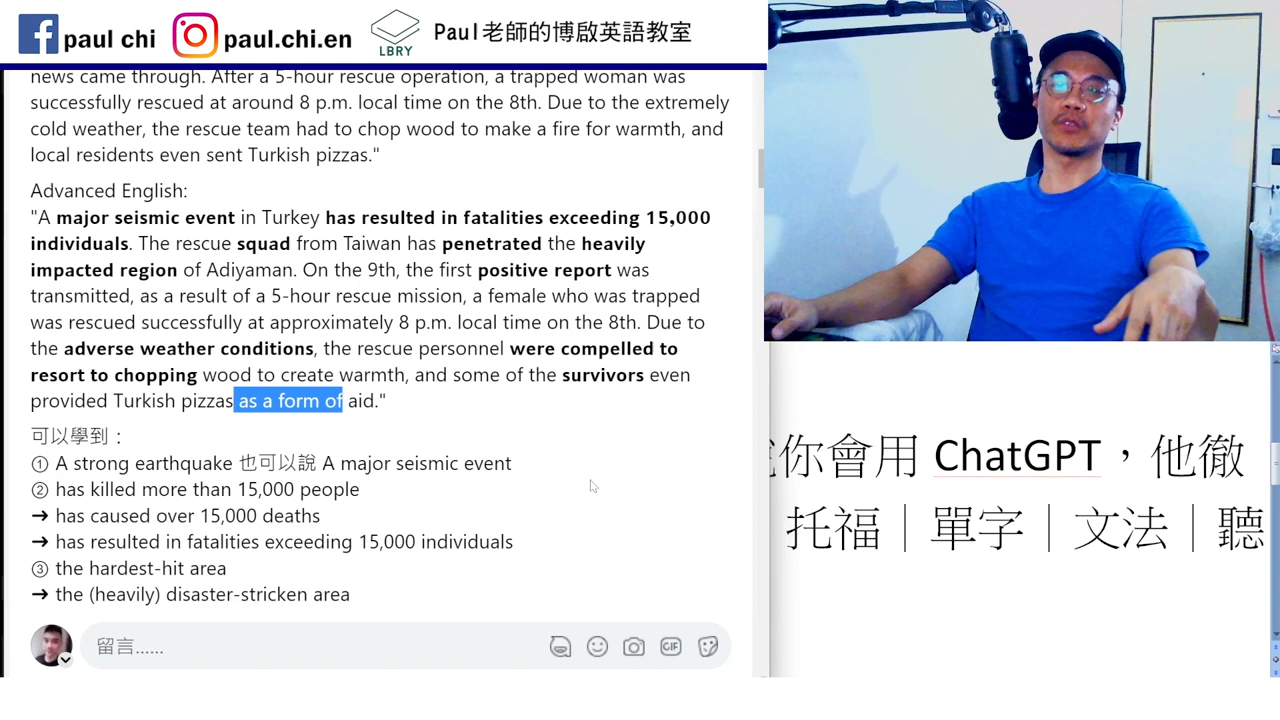 paul chi
paul.chi.en
LBRY
Paul老師的博啟英語教室
news came through. After a 5-hour rescue operation, a trapped woman was
successfully rescued at around 8 p.m. local time on the 8th. Due to the extremely
cold weather, the rescue team had to chop wood to make a fire for warmth, and
local residents even sent Turkish pizzas."
Advanced English:
"A major seismic event in Turkey has resulted in fatalities exceeding 15,000
individuals. The rescue squad from Taiwan has penetrated the heavily
impacted region of Adiyaman. On the 9th, the first positive report was
transmitted, as a result of a 5-hour rescue mission, a female who was trapped
was rescued successfully at approximately 8 p.m. local time on the 8th. Due to
the adverse weather conditions, the rescue personnel were compelled to
resort to chopping wood to create warmth, and some of the survivors even
provided Turkish pizzas as a form of aid."
可以學到：
① A strong earthquake 也可以說 A major seismic event
② has killed more than 15,000 people
→ has caused over 15,000 deaths
→ has resulted in fatalities exceeding 15,000 individuals
③ the hardest-hit area
→ the (heavily) disaster-stricken area
留言......
GIF
你會用 ChatGPT，他徹
托福｜單字｜文法｜聽